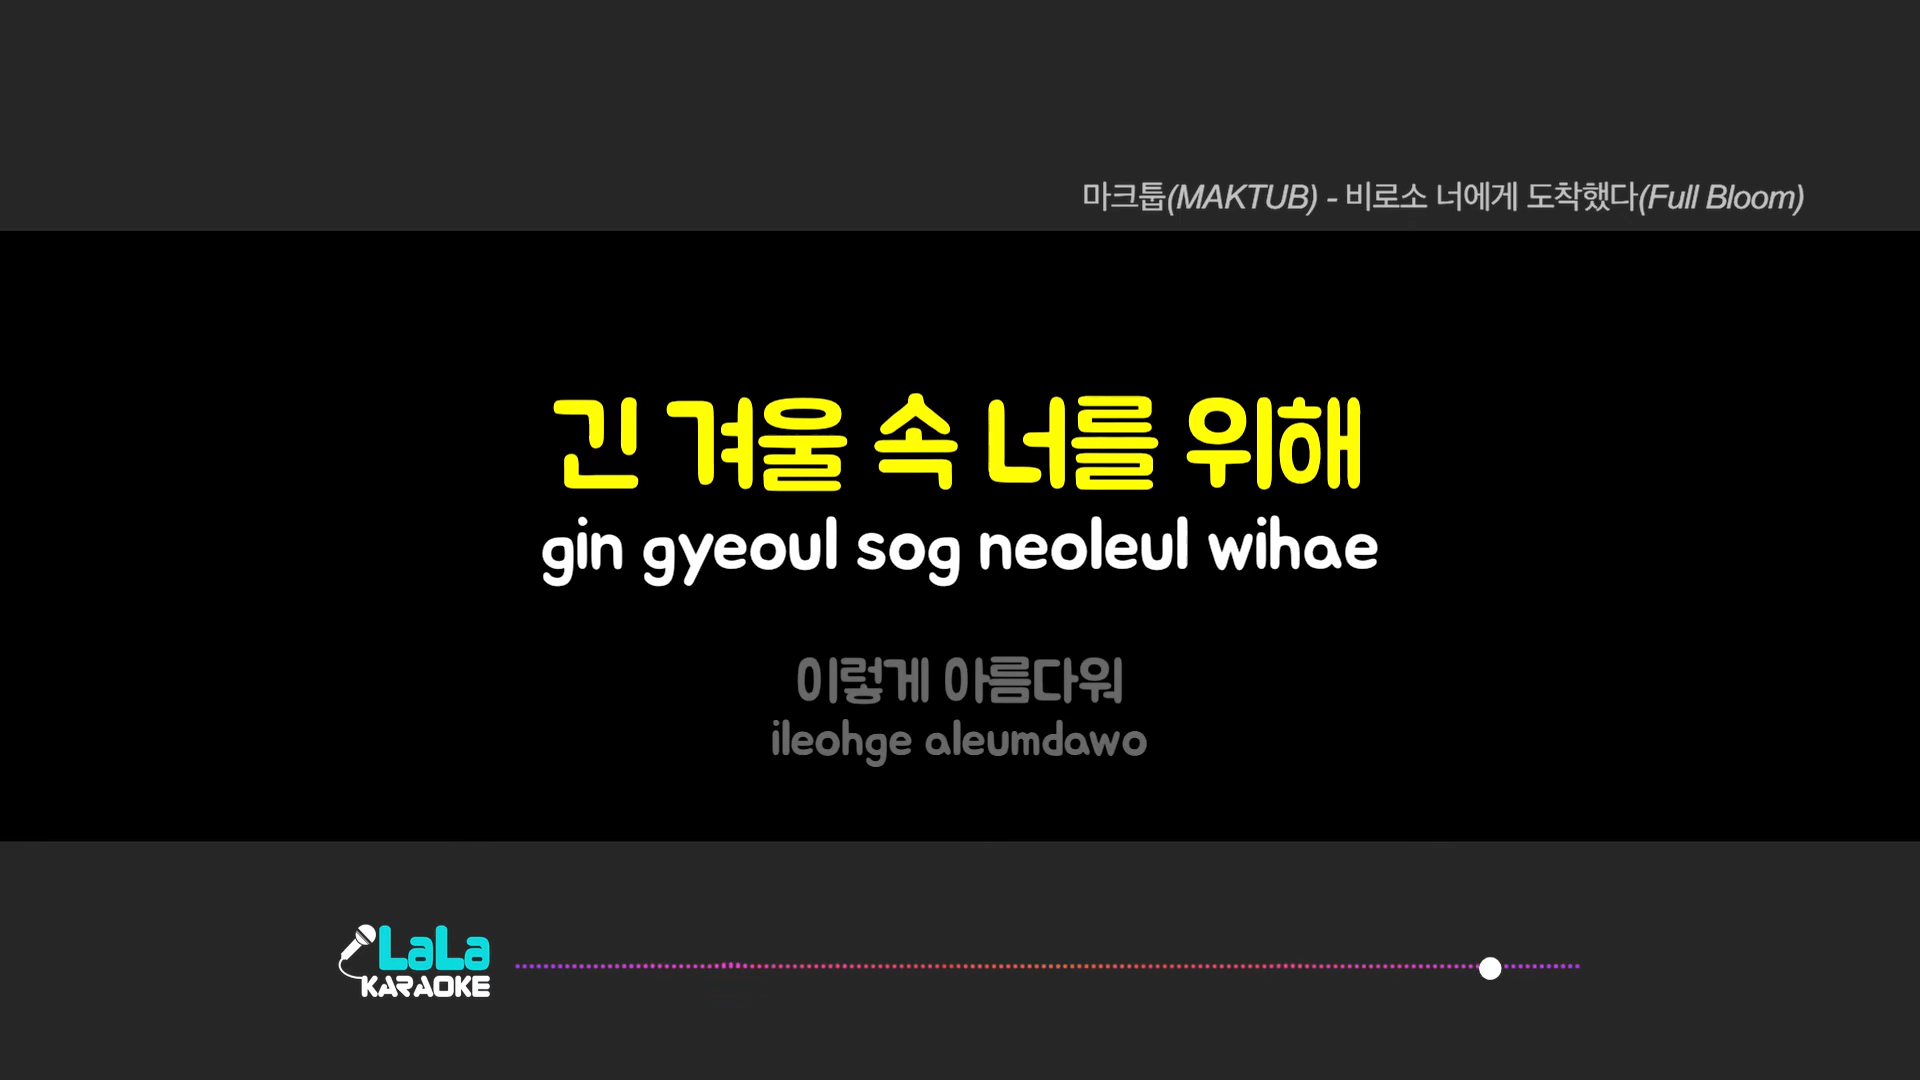 마크툽(MAKTUB) - 비로소 너에게 도착했다(Full Bloom)
긴 겨울 속 너를 위해
gin gyeoul sog neoleul wihae
이렇게 아름다워
ileohge aleumdawo
LaLa
KARAOKE